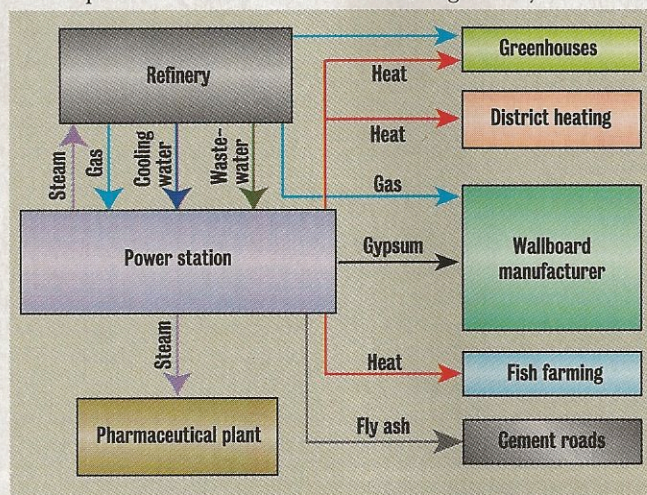 Refinery
Greenhouses
Heat
District heating
Heat
Steam
Gas
Cooling
water
Waste-
water
Gas
Power station
Gypsum
Wallboard
manufacturer
Steam
Heat
Fish farming
Pharmaceutical plant
Fly ash
Cement roads